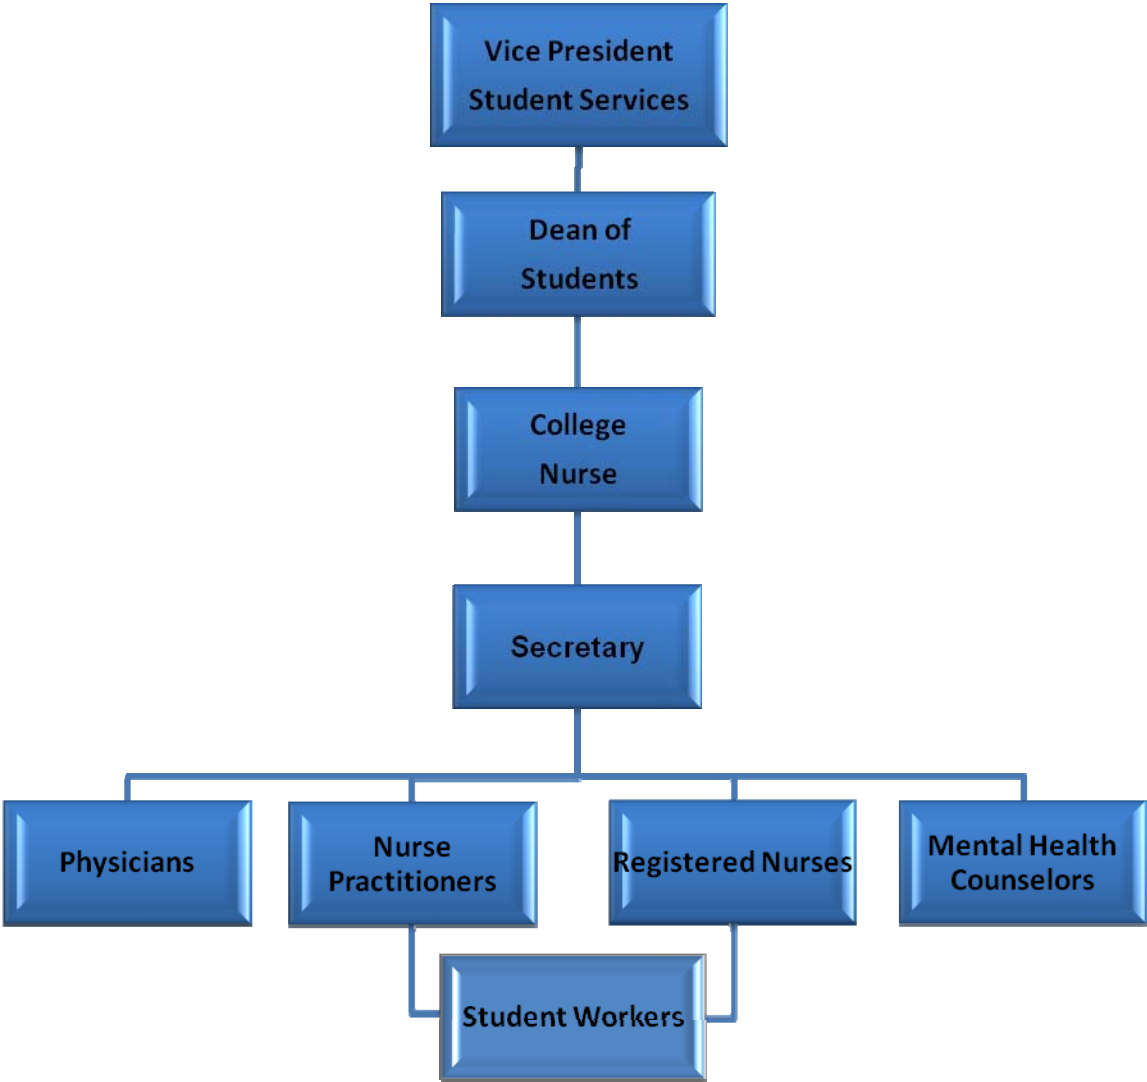 Vice President
Student Services
Dean of
Students
College
Nurse
Secretary
Physicians
Nurse
Practitioners
Registered Nurses
Mental Health
Counselors
Student Workers